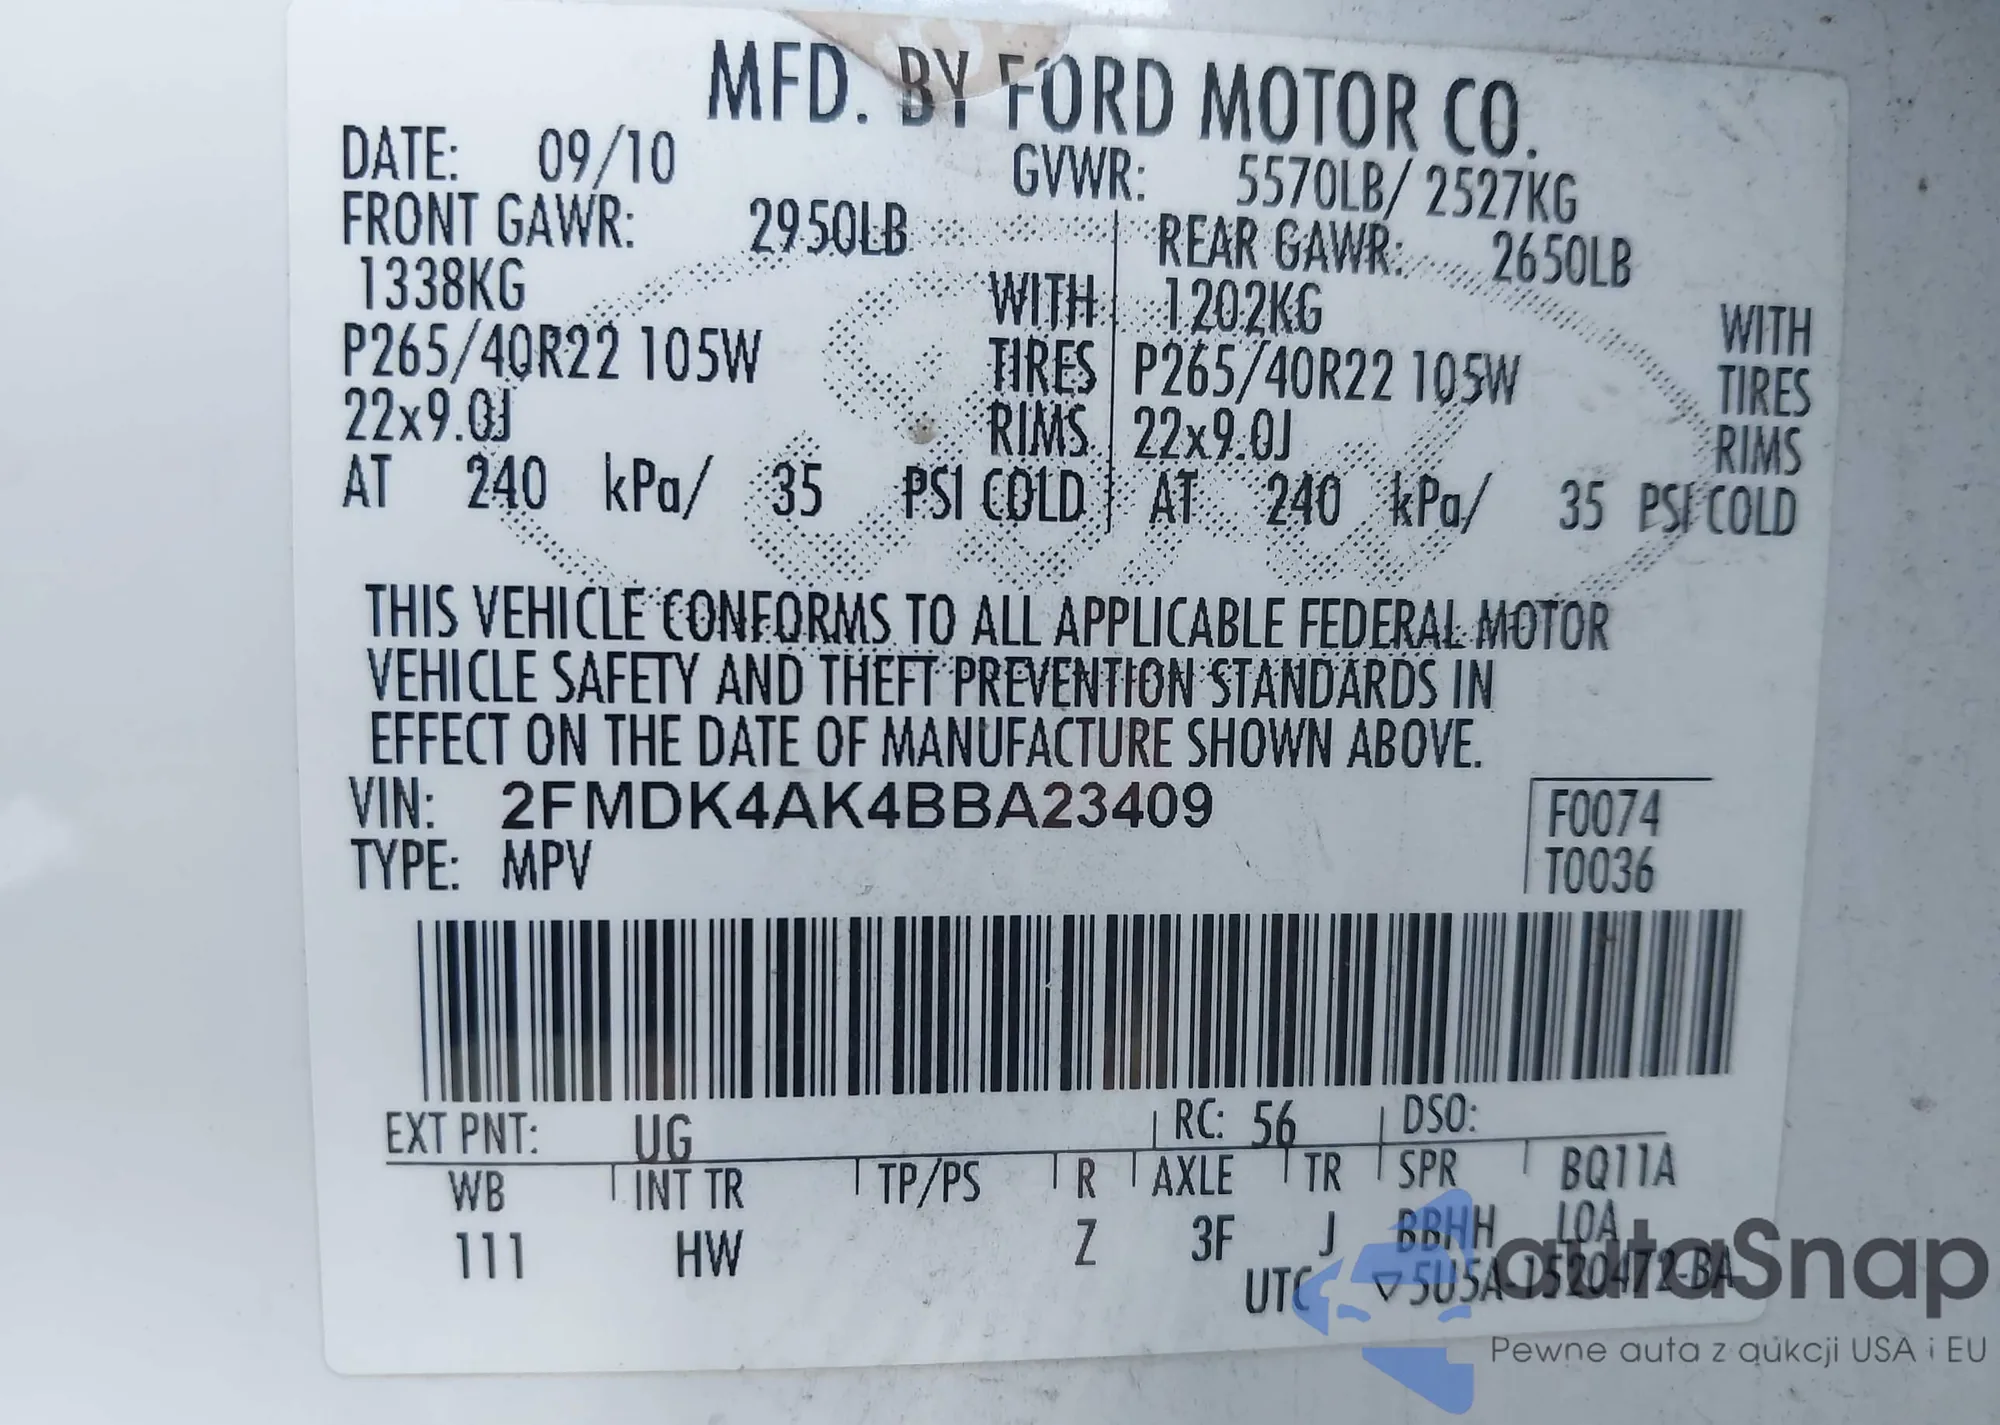 MFD. BY FORD MOTOR CO.
DATE: 09/10 GVWR: 5570LB/ 2527KG
FRONT GAWR: 2950LB REAR GAWR: 2650LB
1338KG WITH 1202KG WITH
P265/40R22 105W TIRES P265/40R22 105W TIRES
22x9.0J RIMS 22x9.0J RIMS
AT 240 kPa/ 35 PSI COLD AT 240 kPa/ 35 PSI COLD
THIS VEHICLE CONFORMS TO ALL APPLICABLE FEDERAL MOTOR
VEHICLE SAFETY AND THEFT PREVENTION STANDARDS IN
EFFECT ON THE DATE OF MANUFACTURE SHOWN ABOVE.
VIN: 2FMDK4AK4BBA23409 F0074
TYPE: MPV T0036
EXT PNT: UG RC: 56 DSO:
WB INT TR TP/PS R AXLE TR SPR BQ11A
111 HW Z 3F J BBHH LOA
UTC ▽5U5A-1520472-BA
autaSnap
Pewne auta z aukcji USA i EU